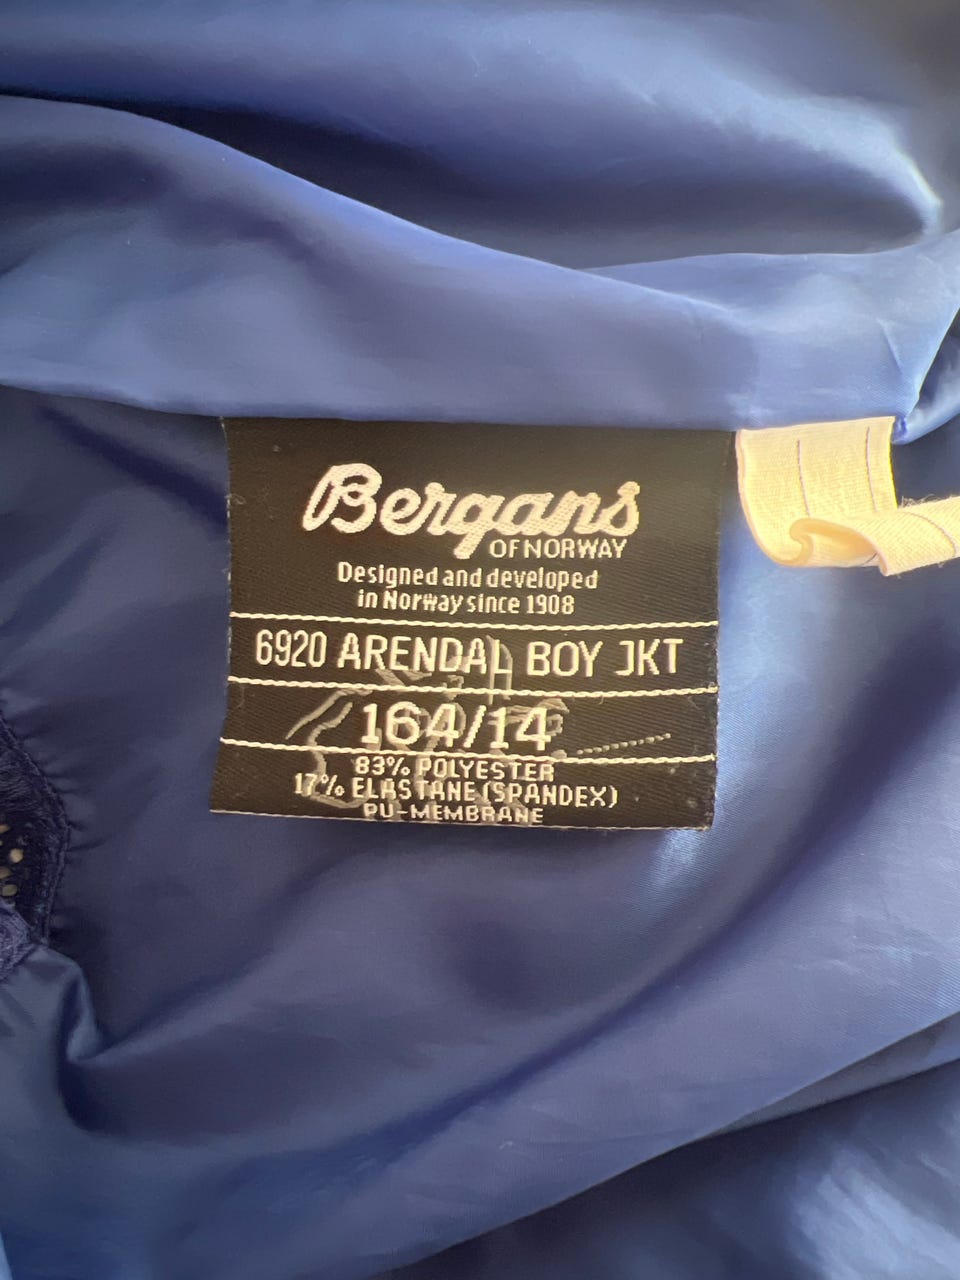 Bergans
OF NORWAY
Designed and developed
in Norway since 1908
6920 ARENDAL BOY JKT
164/14
83% POLYESTER
17% ELASTANE (SPANDEX)
PU-MEMBRANE